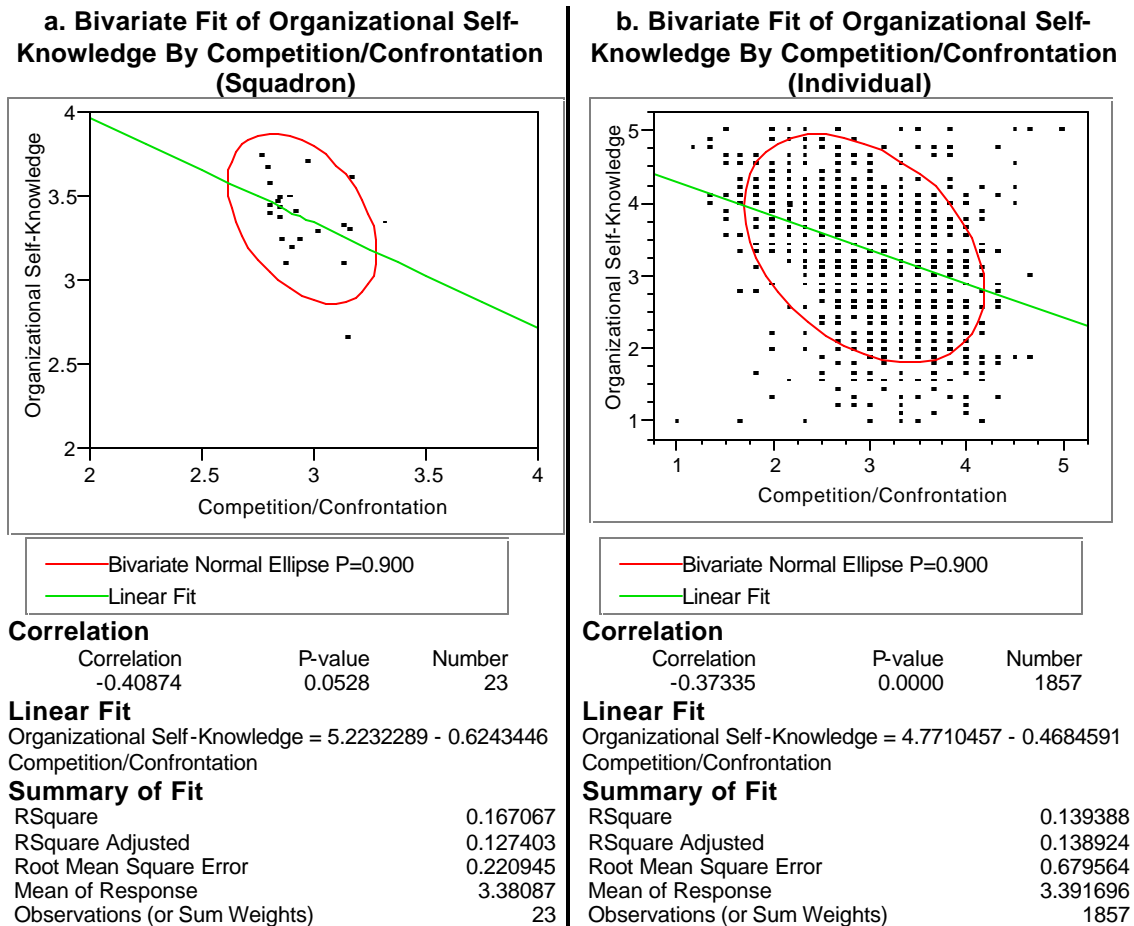 a. Bivariate Fit of Organizational Self-
Knowledge By Competition/Confrontation
(Squadron)
4
3.5
3
2.5
2
Organizational Self-Knowledge
2 2.5 3 3.5 4
Competition/Confrontation
Bivariate Normal Ellipse P=0.900
Linear Fit
Correlation
Correlation P-value Number
-0.40874 0.0528 23
Linear Fit
Organizational Self-Knowledge = 5.2232289 - 0.6243446
Competition/Confrontation
Summary of Fit
RSquare 0.167067
RSquare Adjusted 0.127403
Root Mean Square Error 0.220945
Mean of Response 3.38087
Observations (or Sum Weights) 23
b. Bivariate Fit of Organizational Self-
Knowledge By Competition/Confrontation
(Individual)
5
4
3
2
1
Organizational Self-Knowledge
1 2 3 4 5
Competition/Confrontation
Bivariate Normal Ellipse P=0.900
Linear Fit
Correlation
Correlation P-value Number
-0.37335 0.0000 1857
Linear Fit
Organizational Self-Knowledge = 4.7710457 - 0.4684591
Competition/Confrontation
Summary of Fit
RSquare 0.139388
RSquare Adjusted 0.138924
Root Mean Square Error 0.679564
Mean of Response 3.391696
Observations (or Sum Weights) 1857